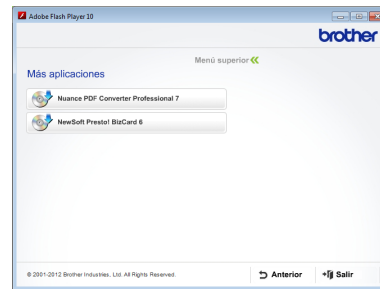 Adobe Flash Player 10
brother
Menú superior
Más aplicaciones
Nuance PDF Converter Professional 7
NewSoft Presto! BizCard 6
© 2001-2012 Brother Industries, Ltd. All Rights Reserved.
Anterior
Salir